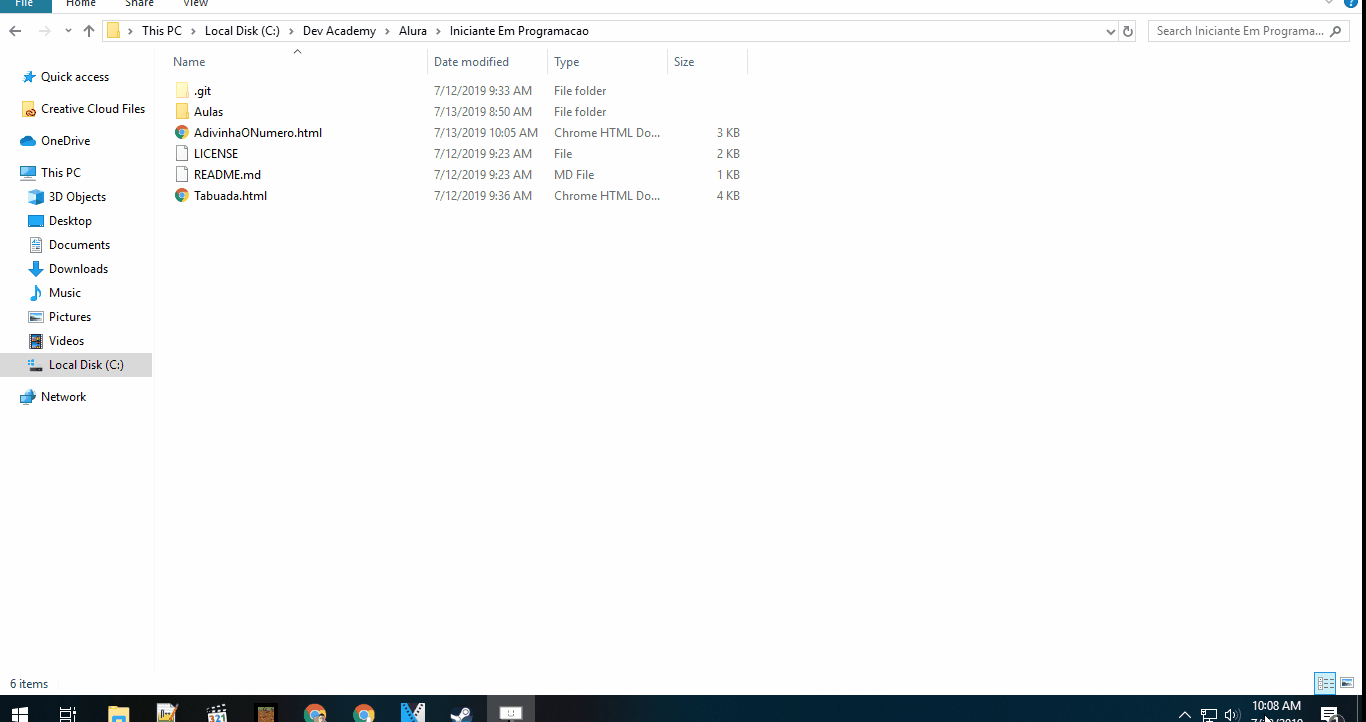 File Home Share View
This PC Local Disk (C:) Dev Academy Alura Iniciante Em Programacao Search Iniciante Em Programa...
Name Date modified Type Size
Quick access
Creative Cloud Files
OneDrive
This PC
3D Objects
Desktop
Documents
Downloads
Music
Pictures
Videos
Local Disk (C:)
Network
.git 7/12/2019 9:33 AM File folder
Aulas 7/13/2019 8:50 AM File folder
AdivinhaONumero.html 7/13/2019 10:05 AM Chrome HTML Do... 3 KB
LICENSE 7/12/2019 9:23 AM File 2 KB
README.md 7/12/2019 9:23 AM MD File 1 KB
Tabuada.html 7/12/2019 9:36 AM Chrome HTML Do... 4 KB
6 items
321
10:08 AM